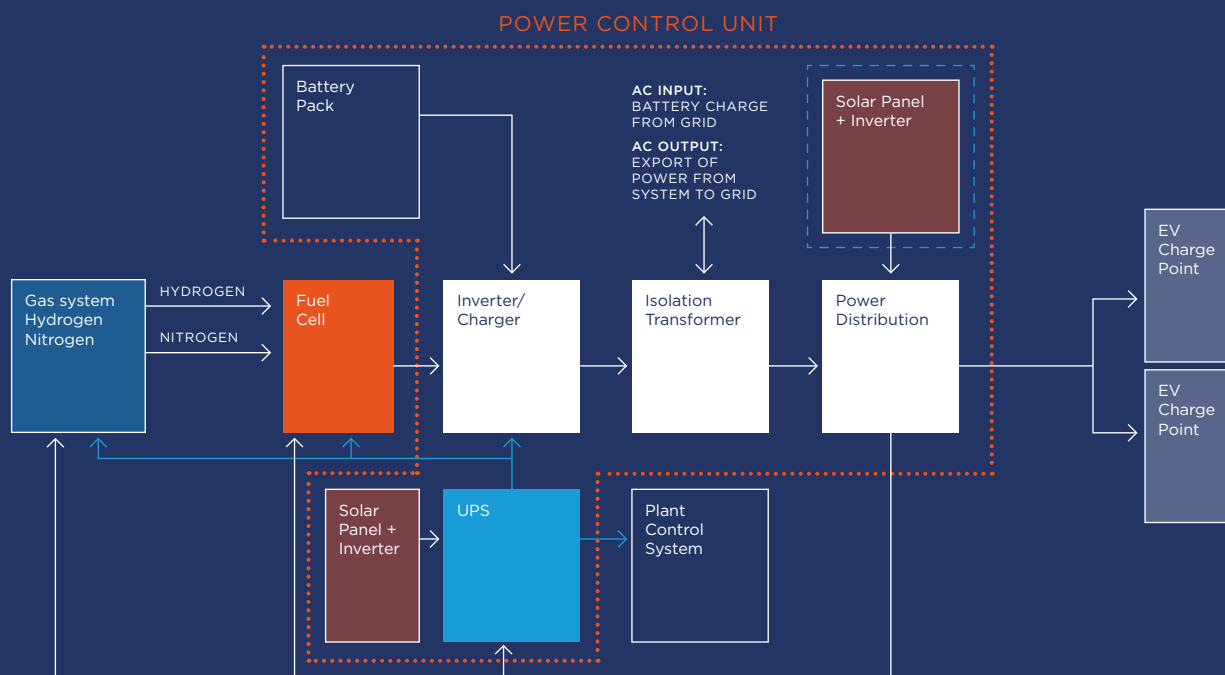 POWER CONTROL UNIT
Battery
Pack
AC INPUT:
BATTERY CHARGE
FROM GRID
AC OUTPUT:
EXPORT OF
POWER FROM
SYSTEM TO GRID
Solar Panel
+ Inverter
Gas system
Hydrogen
Nitrogen
HYDROGEN
NITROGEN
Fuel
Cell
Inverter/
Charger
Isolation
Transformer
Power
Distribution
EV
Charge
Point
EV
Charge
Point
Solar
Panel +
Inverter
UPS
Plant
Control
System